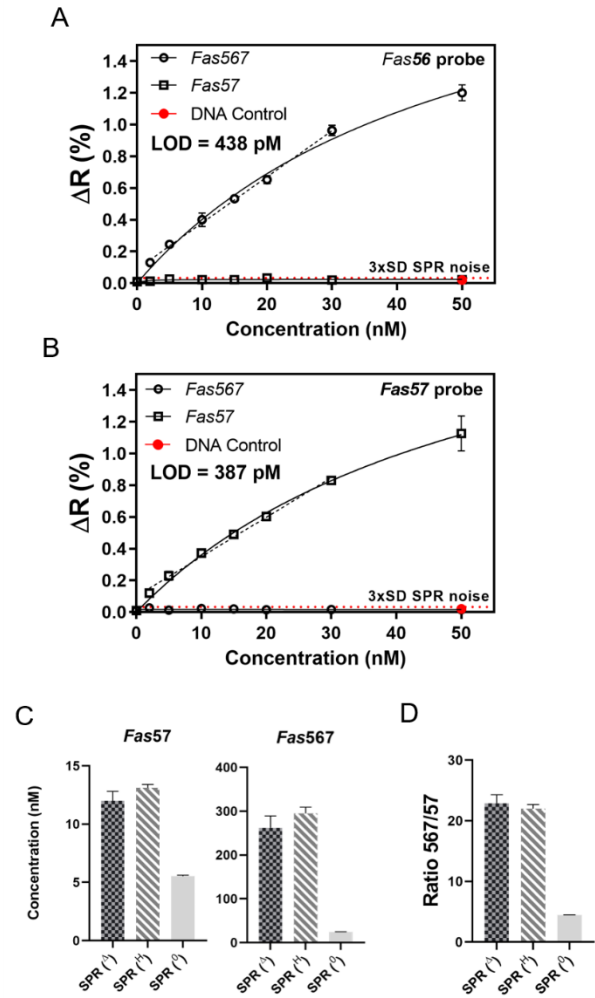 A
Fas567
Fas57
DNA Control
LOD = 438 pM
Fas56 probe
3xSD SPR noise
ΔR (%)
1.4
1.2
1.0
0.8
0.6
0.4
0.2
0.0
0 10 20 30 40 50
Concentration (nM)
B
Fas567
Fas57
DNA Control
LOD = 387 pM
Fas57 probe
3xSD SPR noise
ΔR (%)
1.4
1.2
1.0
0.8
0.6
0.4
0.2
0.0
0 10 20 30 40 50
Concentration (nM)
C
Fas57
Concentration (nM)
15
10
5
0
SPR (L)
SPR (H)
SPR (O)
Fas567
400
300
200
100
0
SPR (L)
SPR (H)
SPR (O)
D
Ratio 567/57
30
20
10
0
SPR (L)
SPR (H)
SPR (O)